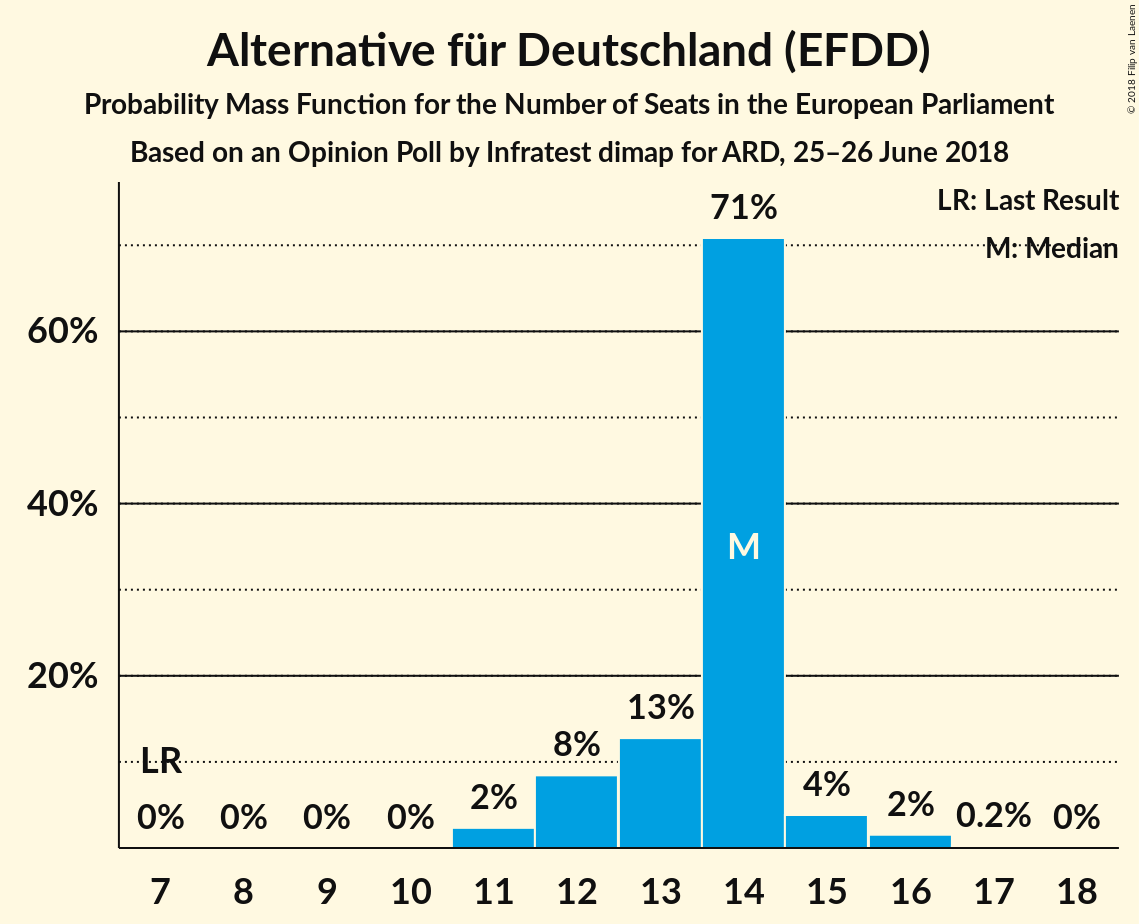 Alternative für Deutschland (EFDD)
Probability Mass Function for the Number of Seats in the European Parliament
Based on an Opinion Poll by Infratest dimap for ARD, 25–26 June 2018
© 2018 Filip van Laenen
LR: Last Result
M: Median
71%
60%
40%
M
20%
13%
8%
LR
4%
2%
2%
0% 0% 0% 0% 0.2% 0%
7 8 9 10 11 12 13 14 15 16 17 18